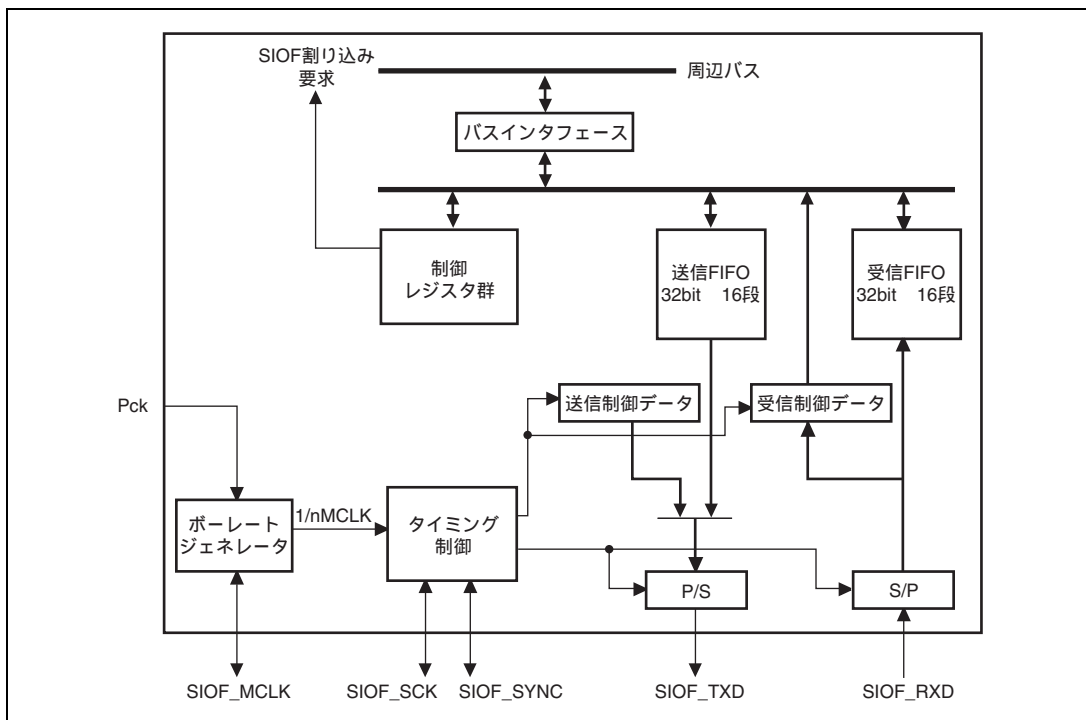 SIOF割り込み
要求
周辺バス
バスインタフェース
制御
レジスタ群
送信FIFO
32bit　16段
受信FIFO
32bit　16段
Pck
送信制御データ
受信制御データ
ボーレート
ジェネレータ
1/nMCLK
タイミング
制御
P/S
S/P
SIOF_MCLK
SIOF_SCK
SIOF_SYNC
SIOF_TXD
SIOF_RXD